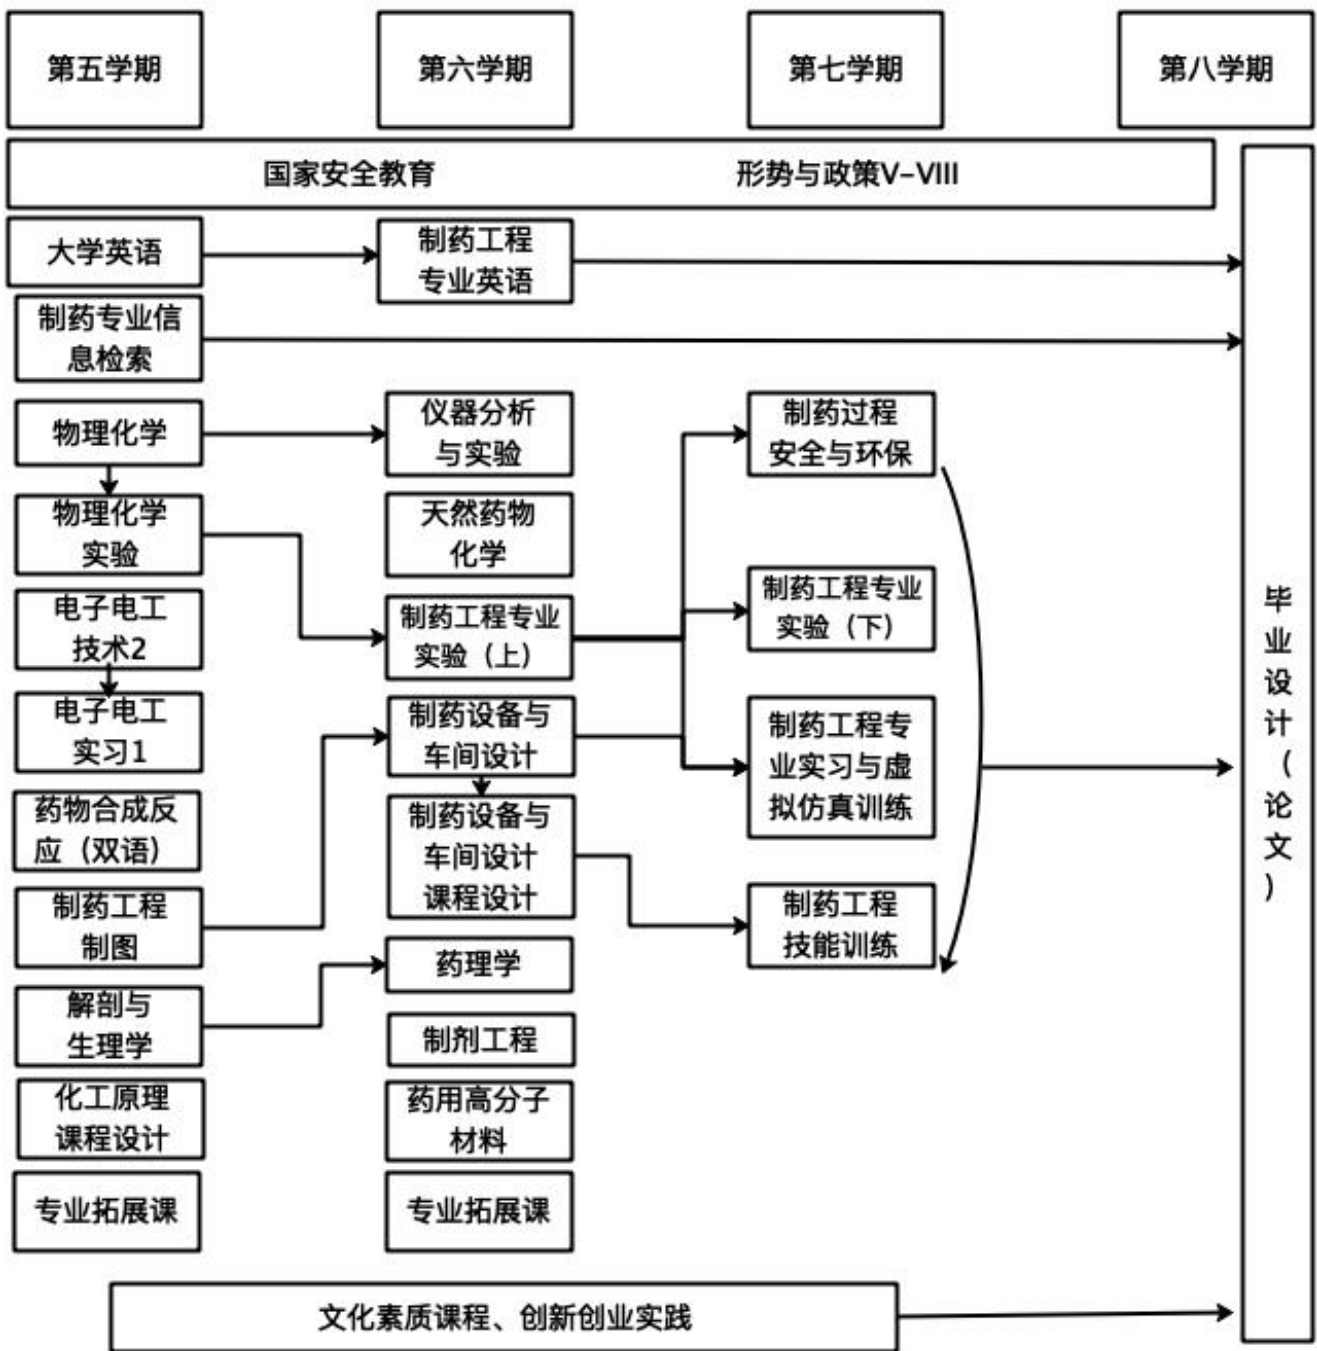 第五学期
第六学期
第七学期
第八学期
国家安全教育
形势与政策V-VIII
大学英语
制药工程
专业英语
制药专业信
息检索
物理化学
仪器分析
与实验
制药过程
安全与环保
物理化学
实验
天然药物
化学
电子电工
技术2
制药工程专业
实验（上）
制药工程专业
实验（下）
电子电工
实习1
制药设备与
车间设计
制药工程专
业实习与虚
拟仿真训练
药物合成反
应（双语）
制药设备与
车间设计
课程设计
制药工程
制图
制药工程
技能训练
药理学
解剖与
生理学
制剂工程
化工原理
课程设计
药用高分子
材料
专业拓展课
专业拓展课
文化素质课程、创新创业实践
毕
业
设
计
（
论
文
）